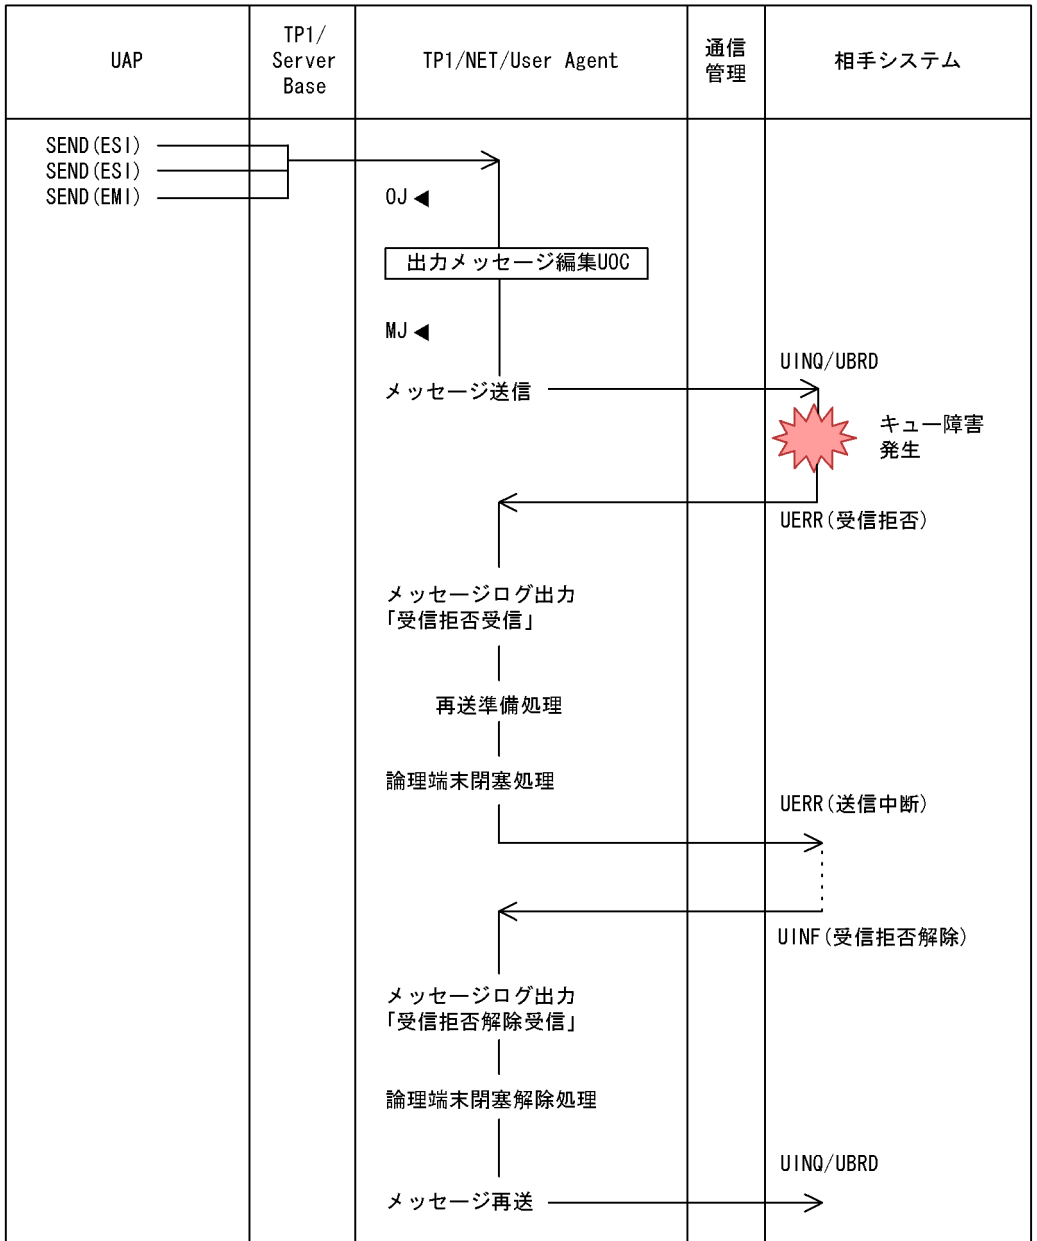 UAP
TP1/
Server
Base
TP1/NET/User Agent
通信
管理
相手システム
SEND(ESI)
SEND(ESI)
SEND(EMI)
OJ
出力メッセージ編集UOC
MJ
UINQ/UBRD
メッセージ送信
キュー障害
発生
UERR(受信拒否)
メッセージログ出力
「受信拒否受信」
再送準備処理
論理端末閉塞処理
UERR(送信中断)
UINF(受信拒否解除)
メッセージログ出力
「受信拒否解除受信」
論理端末閉塞解除処理
UINQ/UBRD
メッセージ再送